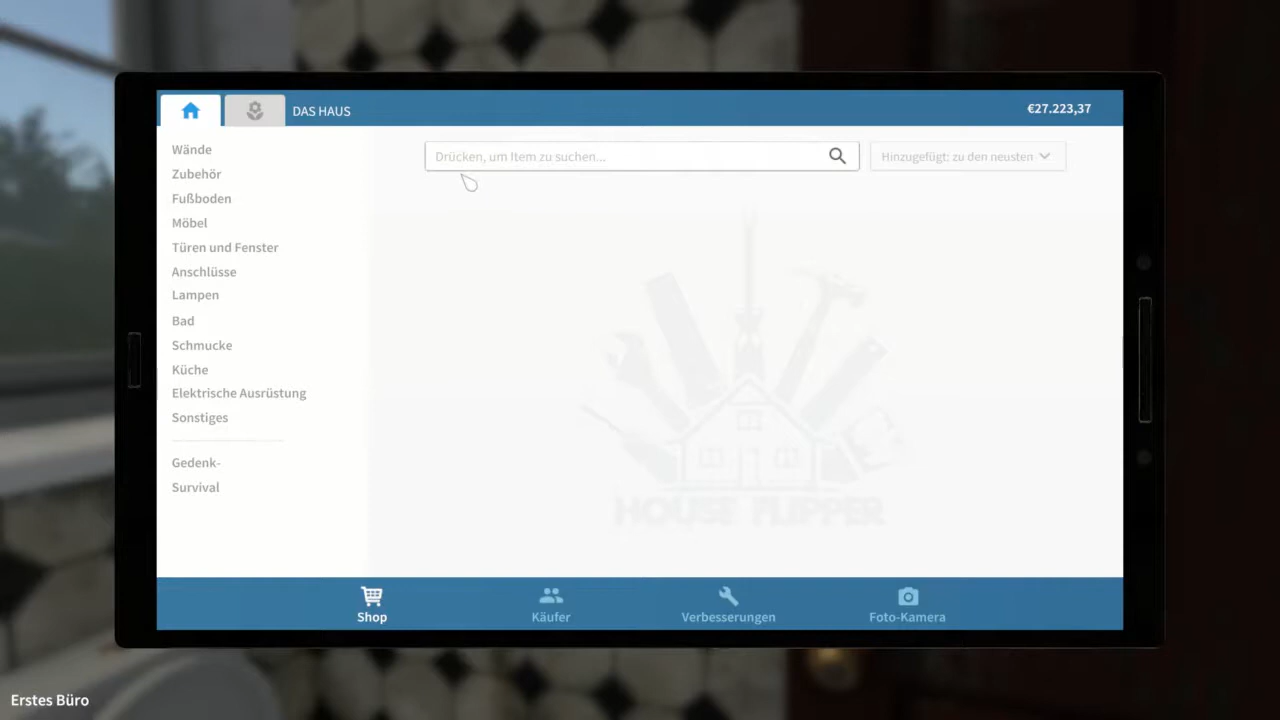 DAS HAUS
€27.223,37
Drücken, um Item zu suchen...
Hinzugefügt: zu den neusten
Wände
Zubehör
Fußboden
Möbel
Türen und Fenster
Anschlüsse
Lampen
Bad
Schmucke
Küche
Elektrische Ausrüstung
Sonstiges
Gedenk-
Survival
HOUSE FLIPPER
Shop
Käufer
Verbesserungen
Foto-Kamera
Erstes Büro